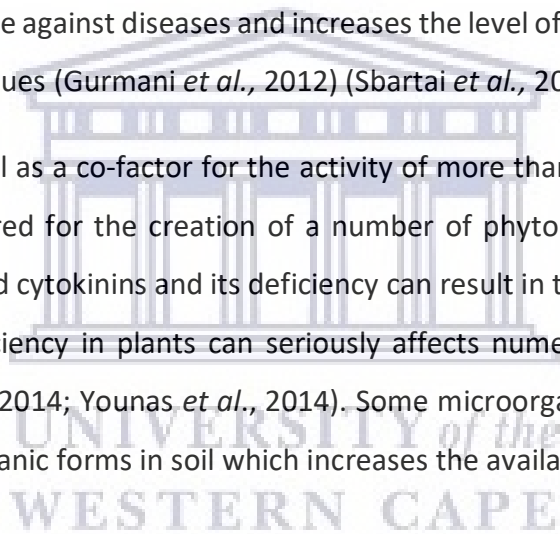 e against diseases and increases the level of
ues (Gurmani et al., 2012) (Sbartai et al., 20
l as a co-factor for the activity of more than
red for the creation of a number of phyto
d cytokinins and its deficiency can result in t
iency in plants can seriously affects nume
2014; Younas et al., 2014). Some microorga
UNIVERSITY of the
anic forms in soil which increases the availa
WESTERN CAPE